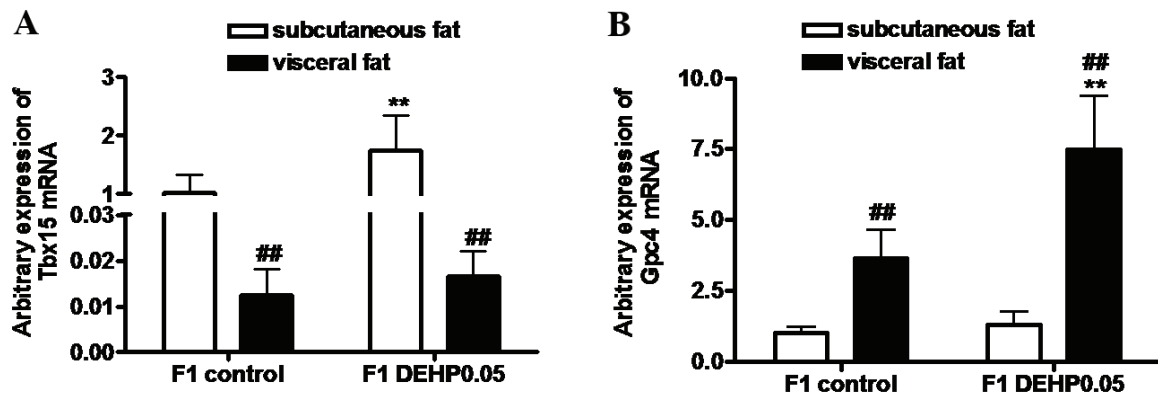 A
subcutaneous fat
visceral fat
Arbitrary expression of
Tbx15 mRNA
3
2
1
0.03
0.02
0.01
0.00
##
**
##
F1 control
F1 DEHP0.05
B
subcutaneous fat
visceral fat
Arbitrary expression of
Gpc4 mRNA
10.0
7.5
5.0
2.5
0.0
##
##
**
F1 control
F1 DEHP0.05